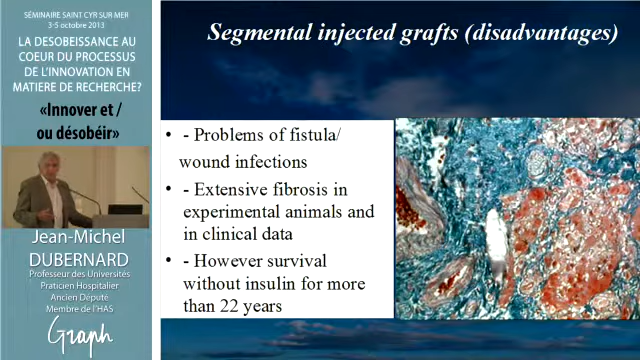 SÉMINAIRE SAINT CYR SUR MER
3-5 octobre 2013
LA DESOBEISSANCE AU
COEUR DU PROCESSUS
DE L'INNOVATION EN
MATIERE DE RECHERCHE?
«Innover et /
ou désobéir»
Jean-Michel
DUBERNARD
Professeur des Universités
Praticien Hospitalier
Ancien Député
Membre de l'HAS
Graph
Segmental injected grafts (disadvantages)
• - Problems of fistula/
wound infections
• - Extensive fibrosis in
experimental animals and
in clinical data
• - However survival
without insulin for more
than 22 years